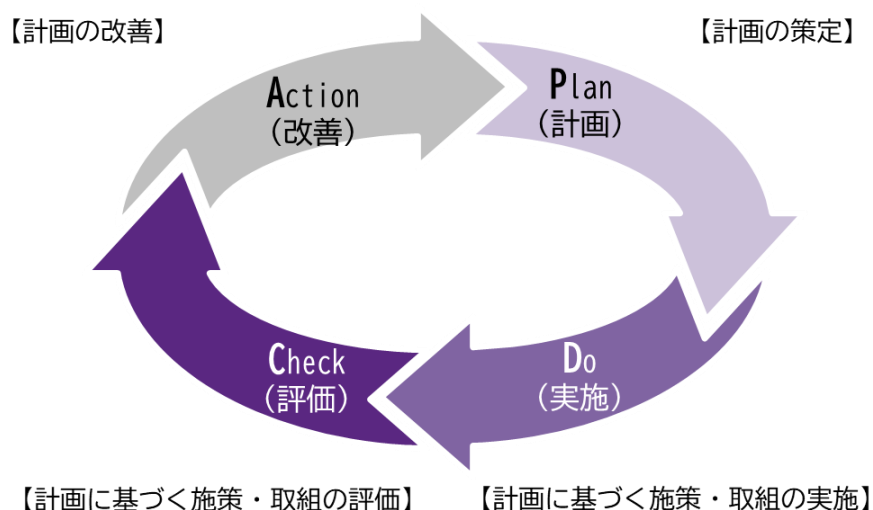 【計画の改善】
【計画の策定】
Action
（改善）
Plan
（計画）
Check
（評価）
Do
（実施）
【計画に基づく施策・取組の評価】
【計画に基づく施策・取組の実施】